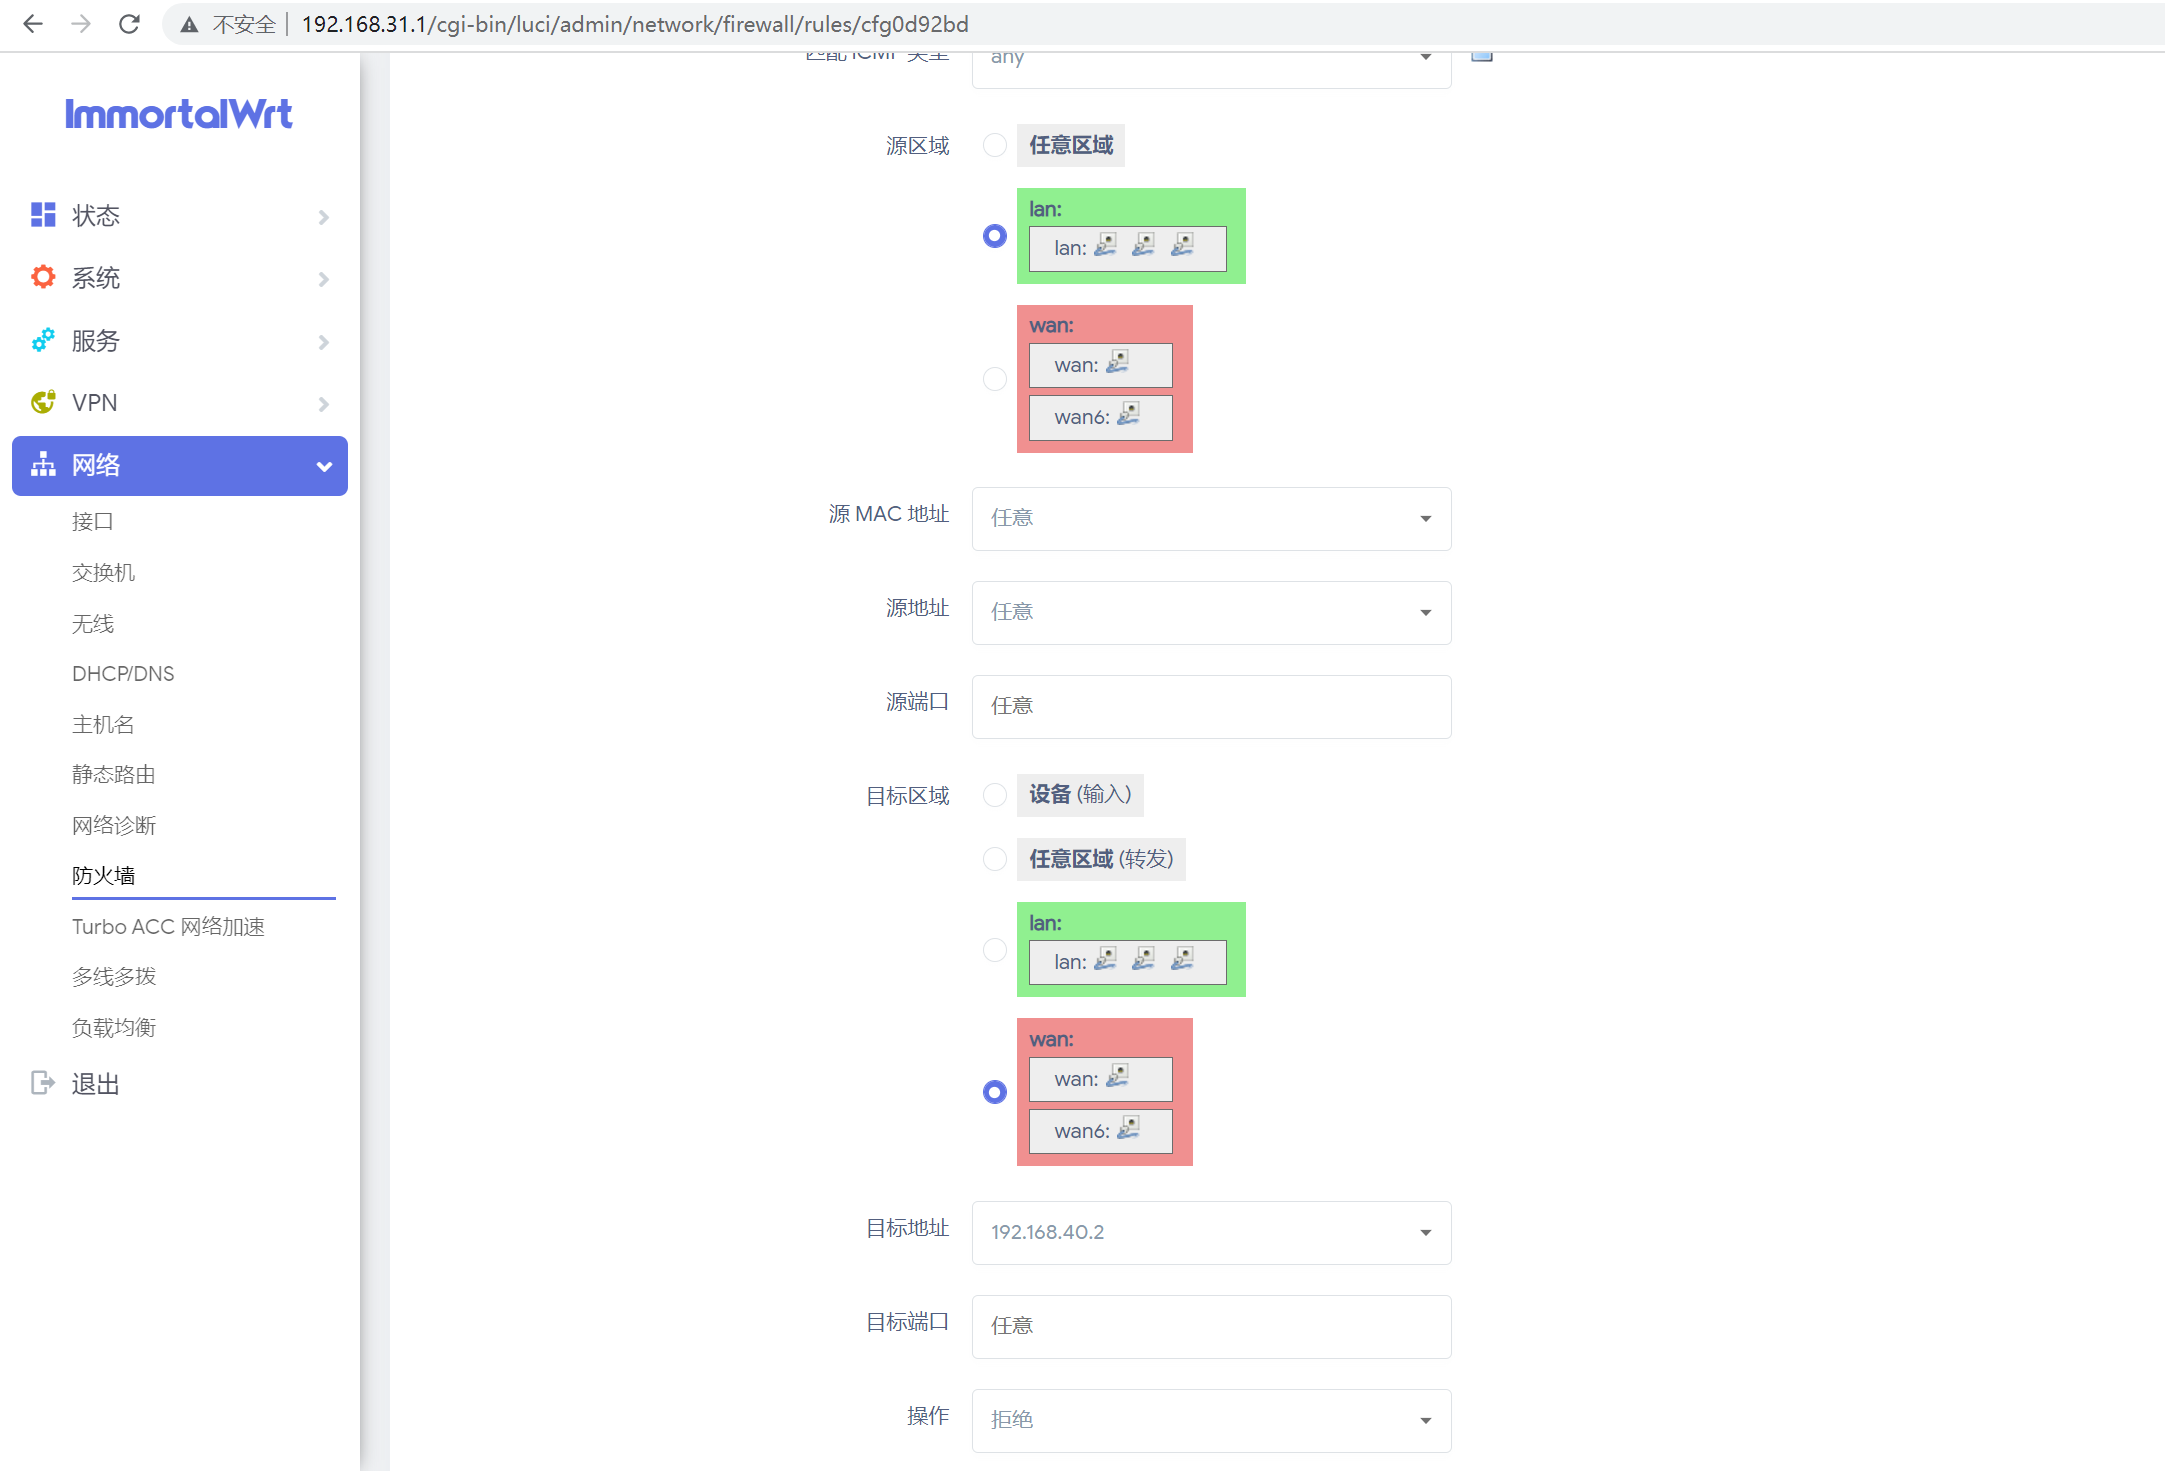 不安全 | 192.168.31.1/cgi-bin/luci/admin/network/firewall/rules/cfg0d92bd
匹配 ICMP 类型 any
ImmortalWrt
状态
系统
服务
VPN
网络
接口
交换机
无线
DHCP/DNS
主机名
静态路由
网络诊断
防火墙
Turbo ACC 网络加速
多线多拨
负载均衡
退出
源区域 任意区域
lan:
lan:
wan:
wan:
wan6:
源 MAC 地址 任意
源地址 任意
源端口 任意
目标区域 设备 (输入)
任意区域 (转发)
lan:
lan:
wan:
wan:
wan6:
目标地址 192.168.40.2
目标端口 任意
操作 拒绝